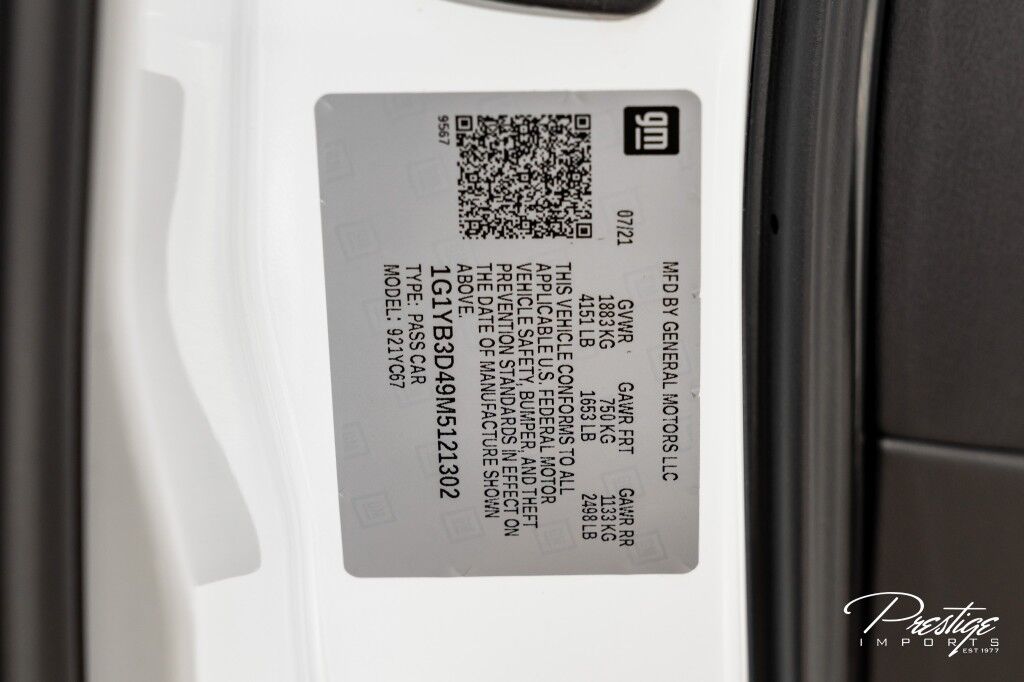 gm
MFD BY GENERAL MOTORS LLC
07/21
GVWR GAWR FRT GAWR RR
1883 KG 750 KG 1133 KG
4151 LB 1653 LB 2498 LB
THIS VEHICLE CONFORMS TO ALL
APPLICABLE U.S. FEDERAL MOTOR
VEHICLE SAFETY, BUMPER, AND THEFT
PREVENTION STANDARDS IN EFFECT ON
THE DATE OF MANUFACTURE SHOWN
ABOVE.
1G1YB3D49M5121302
TYPE: PASS CAR
MODEL: 921YC67
9567
Prestige
IMPORTS
EST 1977